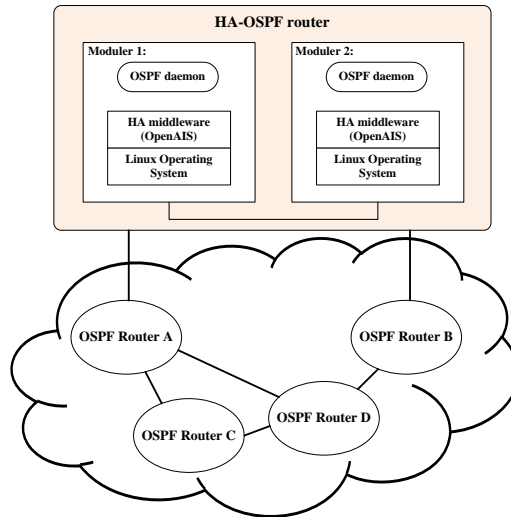 HA-OSPF router
Moduler 1:
OSPF daemon
HA middleware
(OpenAIS)
Linux Operating
System
Moduler 2:
OSPF daemon
HA middleware
(OpenAIS)
Linux Operating
System
OSPF Router A
OSPF Router B
OSPF Router D
OSPF Router C